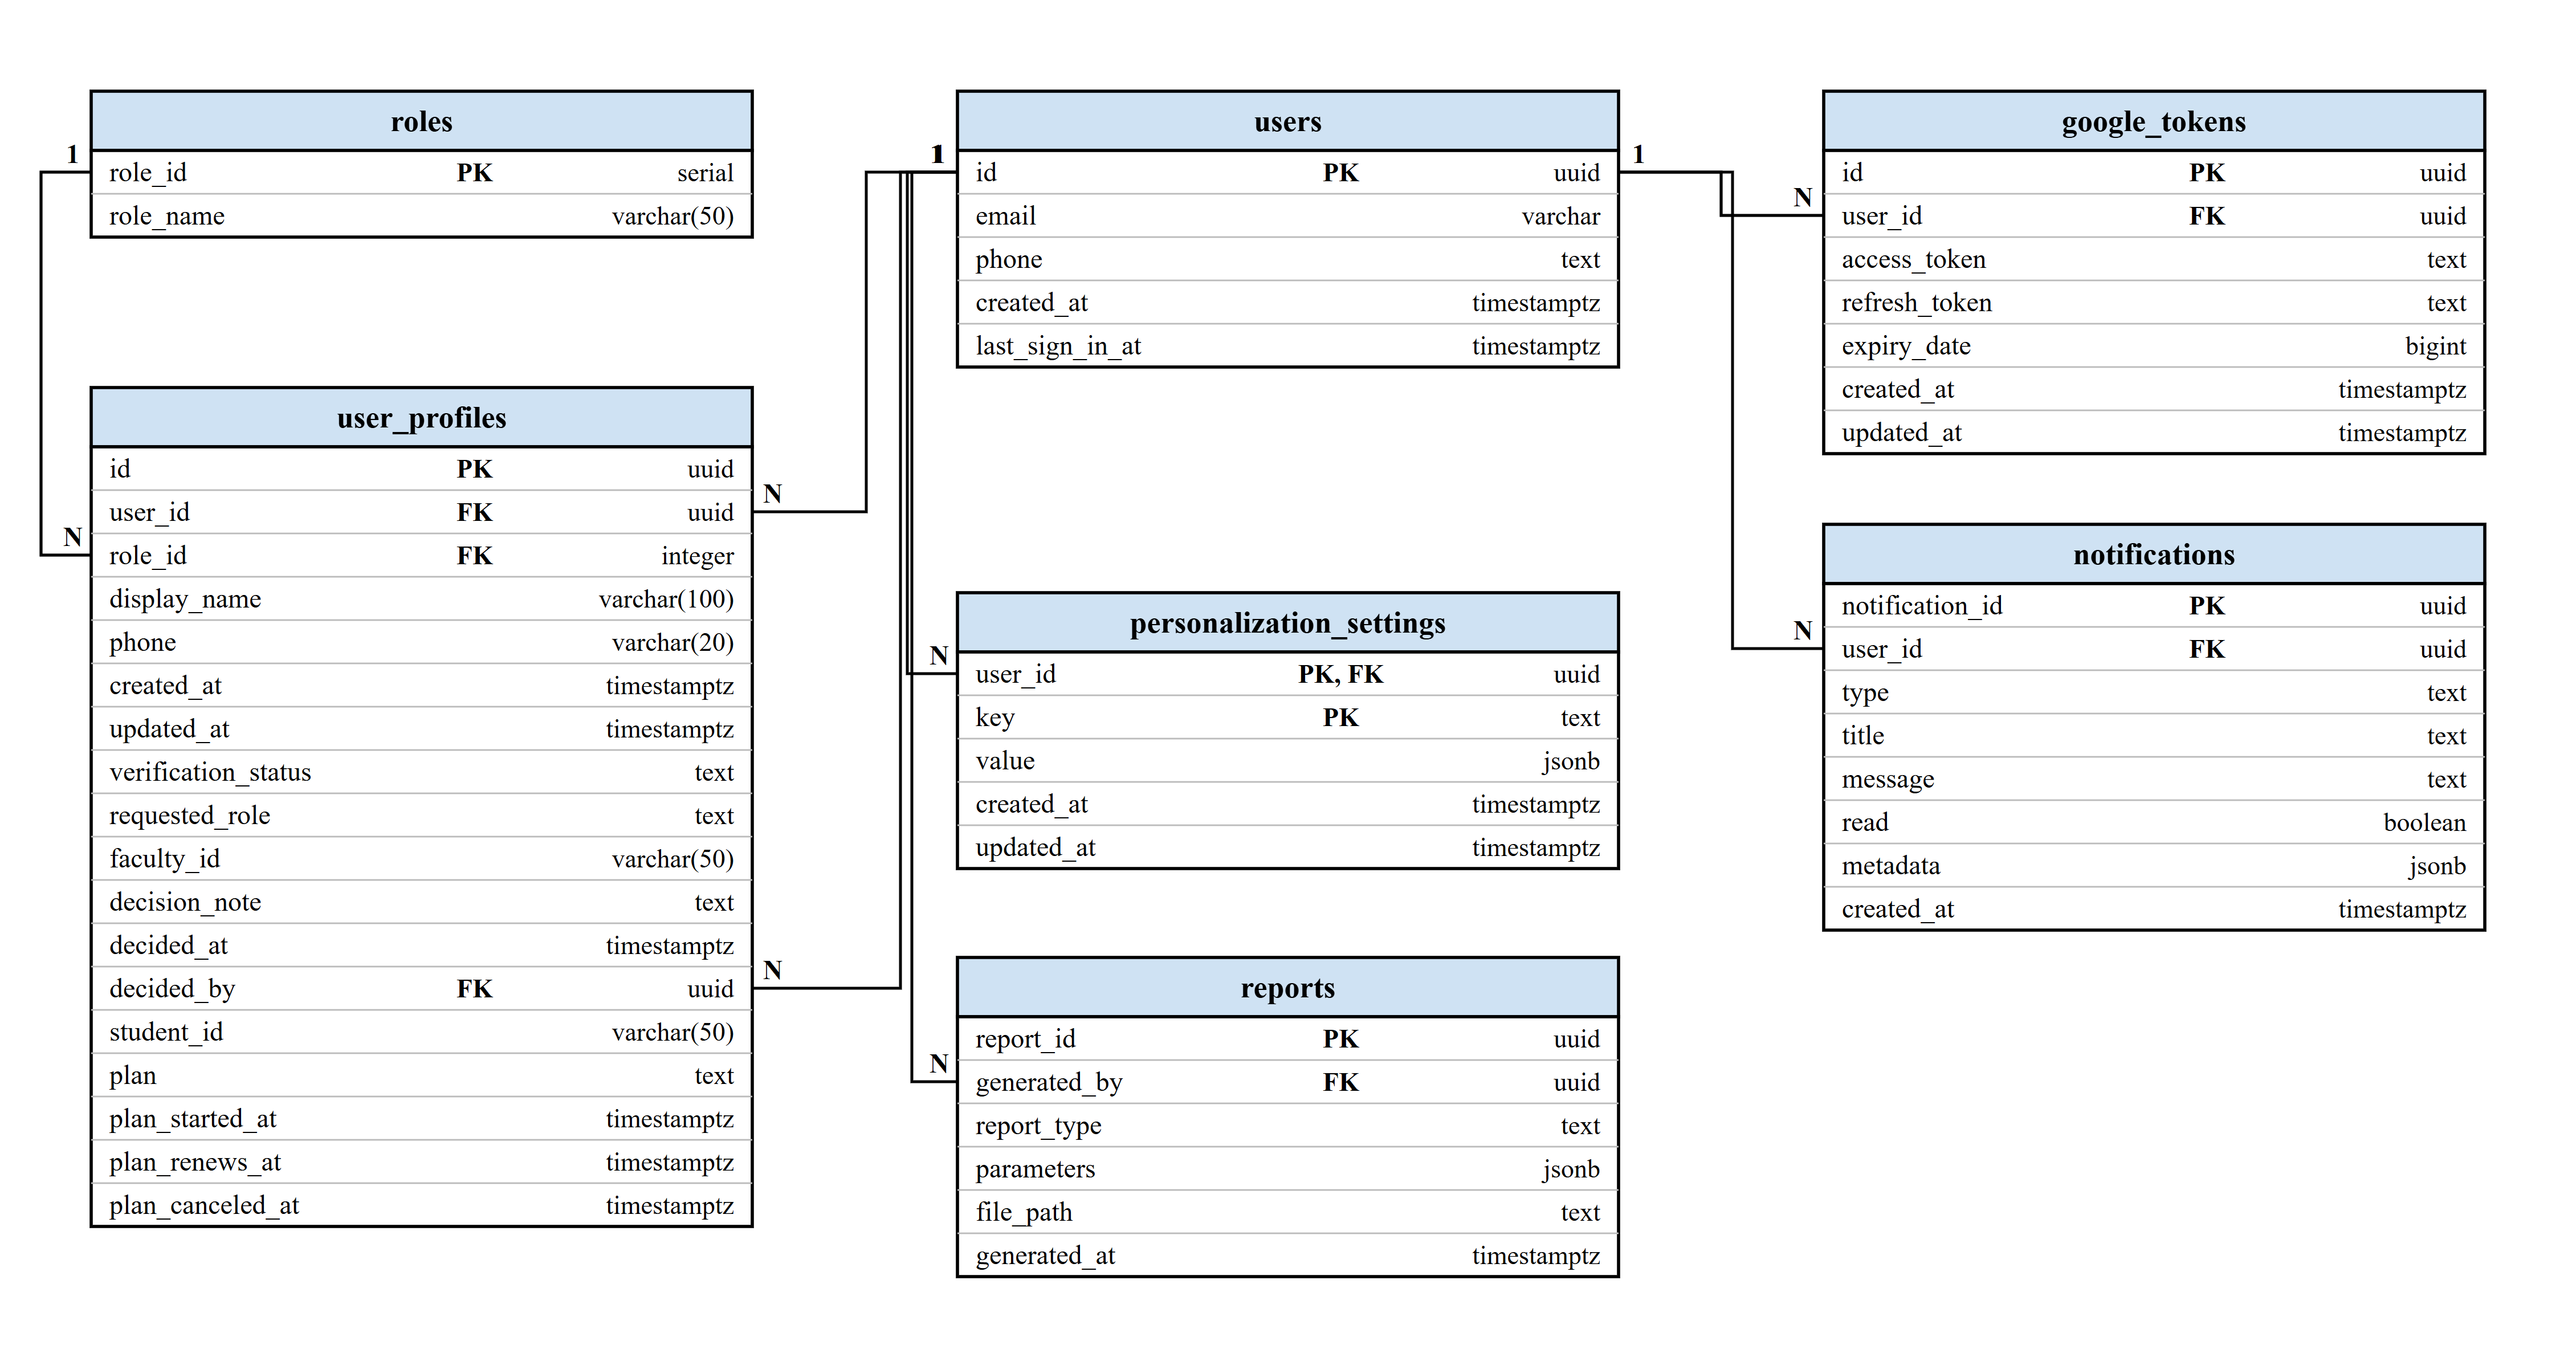 roles
1
role_id PK serial
role_name varchar(50)
user_profiles
id PK uuid
user_id FK uuid
N
N
role_id FK integer
display_name varchar(100)
phone varchar(20)
created_at timestamptz
updated_at timestamptz
verification_status text
requested_role text
faculty_id varchar(50)
decision_note text
decided_at timestamptz
N
decided_by FK uuid
student_id varchar(50)
plan text
plan_started_at timestamptz
plan_renews_at timestamptz
plan_canceled_at timestamptz
users
1
1
id PK uuid
email varchar
phone text
created_at timestamptz
last_sign_in_at timestamptz
personalization_settings
N
user_id PK, FK uuid
key PK text
value jsonb
created_at timestamptz
updated_at timestamptz
reports
report_id PK uuid
N
generated_by FK uuid
report_type text
parameters jsonb
file_path text
generated_at timestamptz
google_tokens
id PK uuid
N
user_id FK uuid
access_token text
refresh_token text
expiry_date bigint
created_at timestamptz
updated_at timestamptz
notifications
notification_id PK uuid
N
user_id FK uuid
type text
title text
message text
read boolean
metadata jsonb
created_at timestamptz